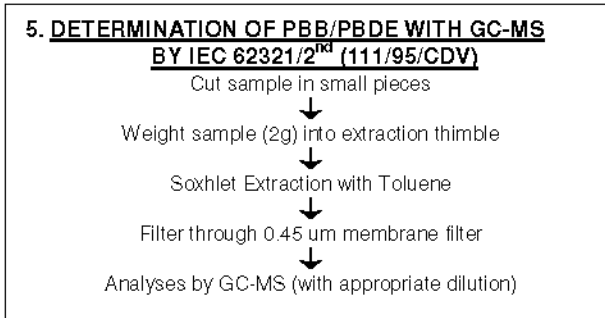 5. DETERMINATION OF PBB/PBDE WITH GC-MS
BY IEC 62321/2nd (111/95/CDV)
Cut sample in small pieces
Weight sample (2g) into extraction thimble
Soxhlet Extraction with Toluene
Filter through 0.45 um membrane filter
Analyses by GC-MS (with appropriate dilution)